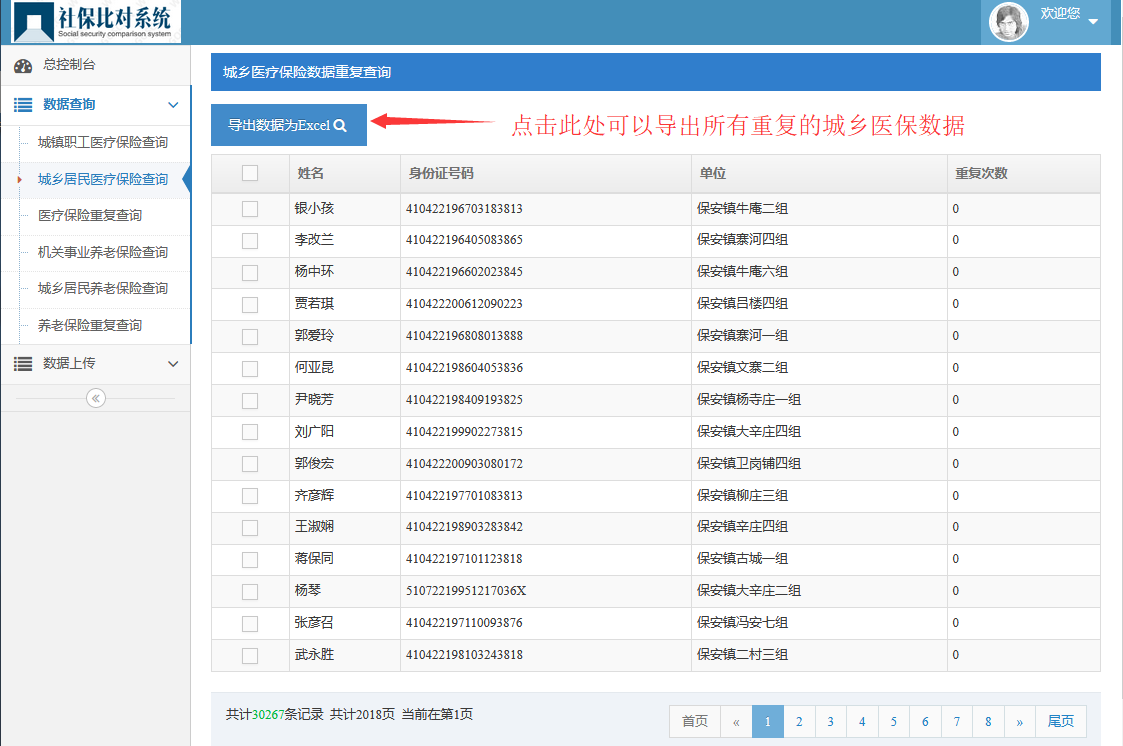 社保比对系统
Social security comparison system
欢迎您
总控制台
数据查询
城镇职工医疗保险查询
城乡居民医疗保险查询
医疗保险重复查询
机关事业养老保险查询
城乡居民养老保险查询
养老保险重复查询
数据上传
城乡医疗保险数据重复查询
导出数据为Excel
点击此处可以导出所有重复的城乡医保数据
姓名 身份证号码 单位 重复次数
银小孩 410422196703183813 保安镇牛庵二组 0
李改兰 410422196405083865 保安镇寨河四组 0
杨中环 410422196602023845 保安镇牛庵六组 0
贾若琪 410422200612090223 保安镇吕楼四组 0
郭爱玲 410422196808013888 保安镇寨河一组 0
何亚昆 410422198604053836 保安镇文寨二组 0
尹晓芳 410422198409193825 保安镇杨寺庄一组 0
刘广阳 410422199902273815 保安镇大辛庄四组 0
郭俊宏 410422200903080172 保安镇卫岗铺四组 0
齐彦辉 410422197701083813 保安镇柳庄三组 0
王淑娴 410422198903283842 保安镇辛庄四组 0
蒋保同 410422197101123818 保安镇古城一组 0
杨琴 51072219951217036X 保安镇大辛庄二组 0
张彦召 410422197110093876 保安镇冯安七组 0
武永胜 410422198103243818 保安镇二村三组 0
共计30267条记录 共计2018页 当前在第1页
首页 « 1 2 3 4 5 6 7 8 » 尾页